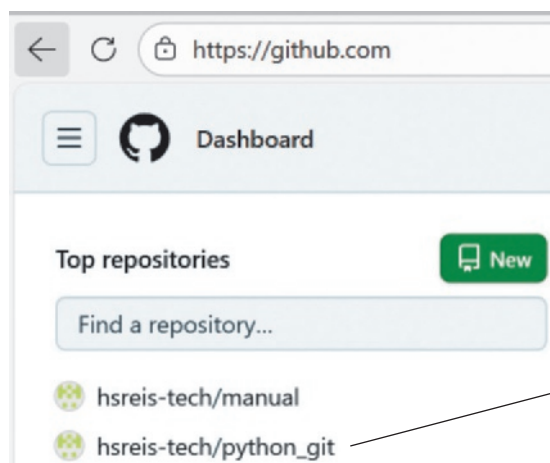 https://github.com
Dashboard
Top repositories
New
Find a repository...
hsreis-tech/manual
hsreis-tech/python_git